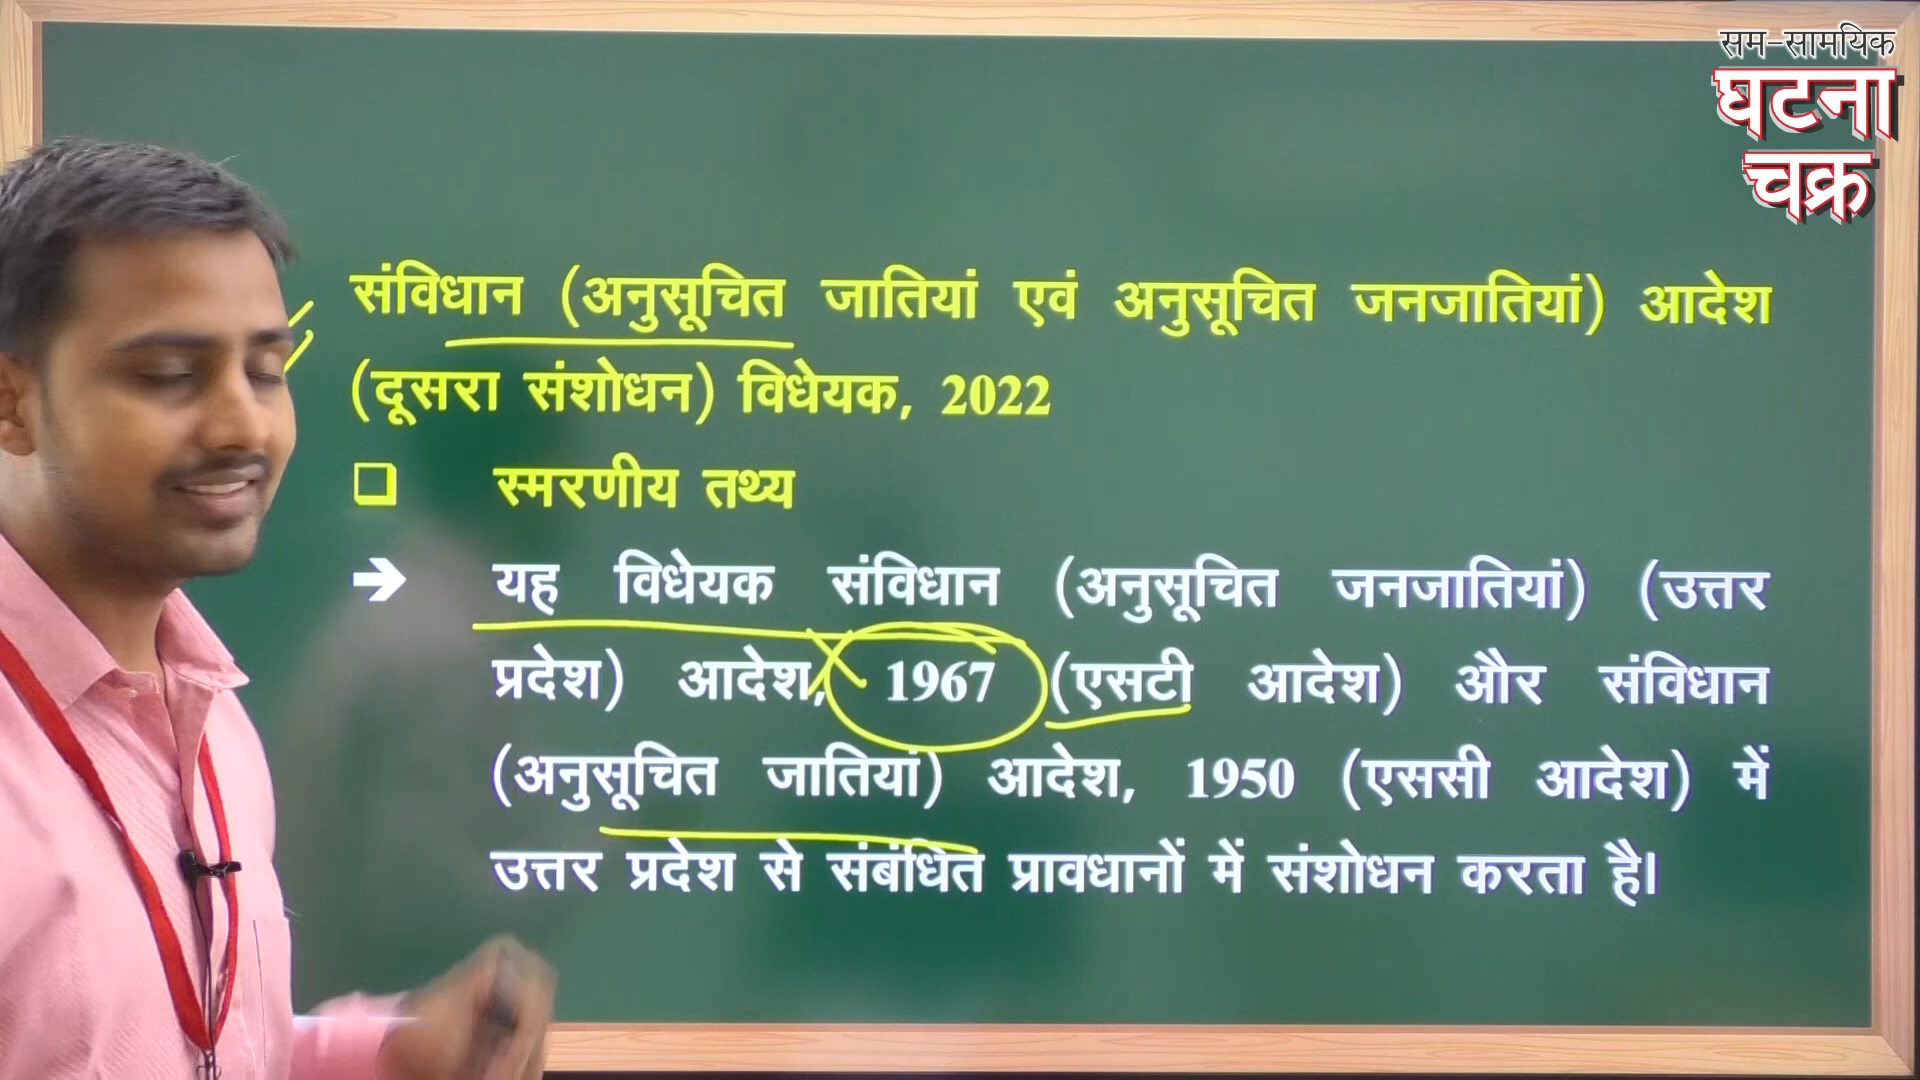 सम-सामयिक
घटना
चक्र
संविधान (अनुसूचित जातियां एवं अनुसूचित जनजातियां) आदेश
(दूसरा संशोधन) विधेयक, 2022
❑ स्मरणीय तथ्य
➔ यह विधेयक संविधान (अनुसूचित जनजातियां) (उत्तर
प्रदेश) आदेश, 1967 (एसटी आदेश) और संविधान
(अनुसूचित जातियां) आदेश, 1950 (एससी आदेश) में
उत्तर प्रदेश से संबंधित प्रावधानों में संशोधन करता है।